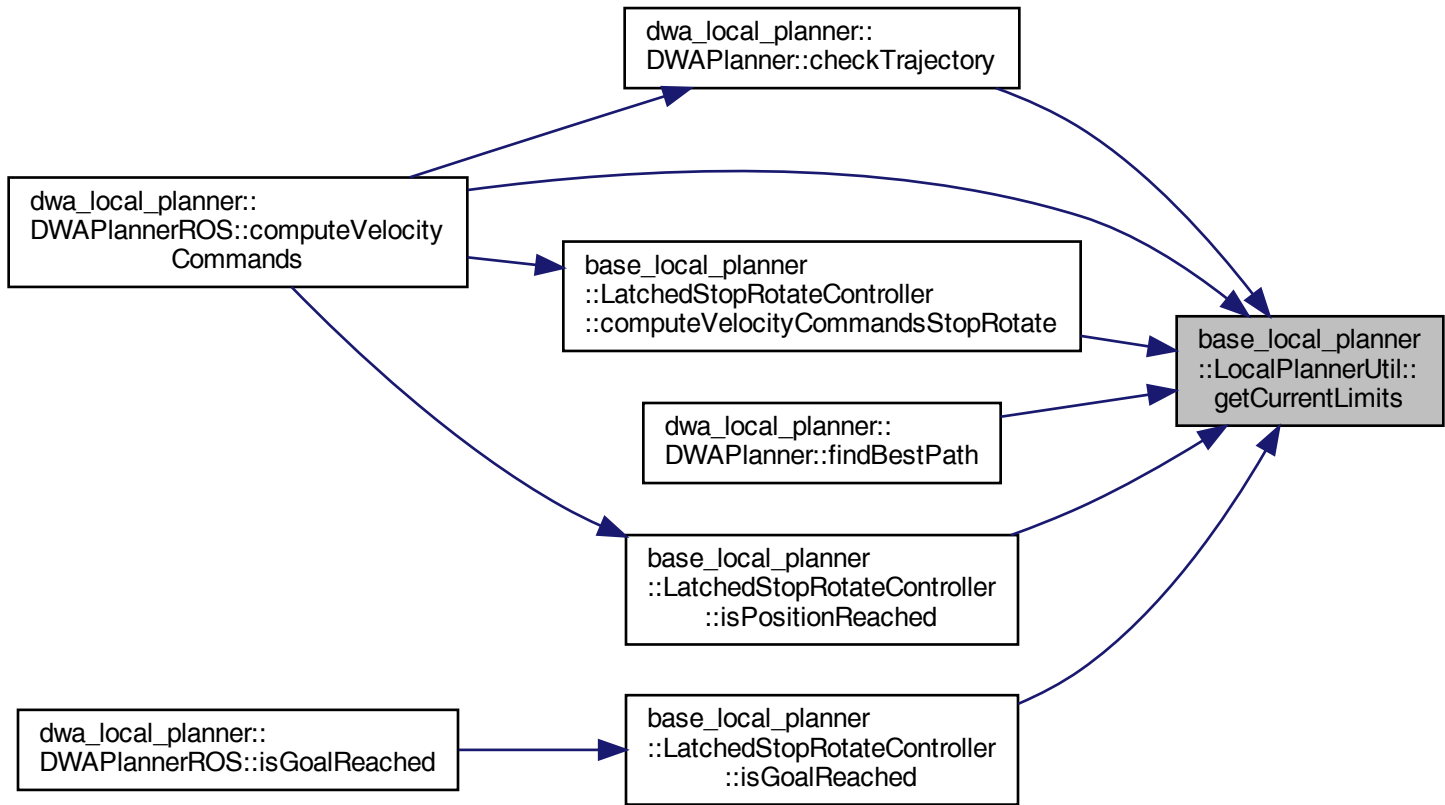 dwa_local_planner::
DWAPlanner::checkTrajectory
dwa_local_planner::
DWAPlannerROS::computeVelocity
Commands
base_local_planner
::LatchedStopRotateController
::computeVelocityCommandsStopRotate
base_local_planner
::LocalPlannerUtil::
getCurrentLimits
dwa_local_planner::
DWAPlanner::findBestPath
base_local_planner
::LatchedStopRotateController
::isPositionReached
dwa_local_planner::
DWAPlannerROS::isGoalReached
base_local_planner
::LatchedStopRotateController
::isGoalReached